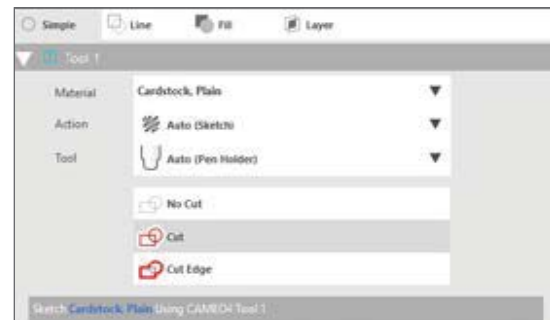 Simple Line Fill Layer
Tool 1
Material Cardstock, Plain
Action Auto (Sketch)
Tool Auto (Pen Holder)
No Cut
Cut
Cut Edge
Sketch Cardstock, Plain Using CAMEO4 Tool 1